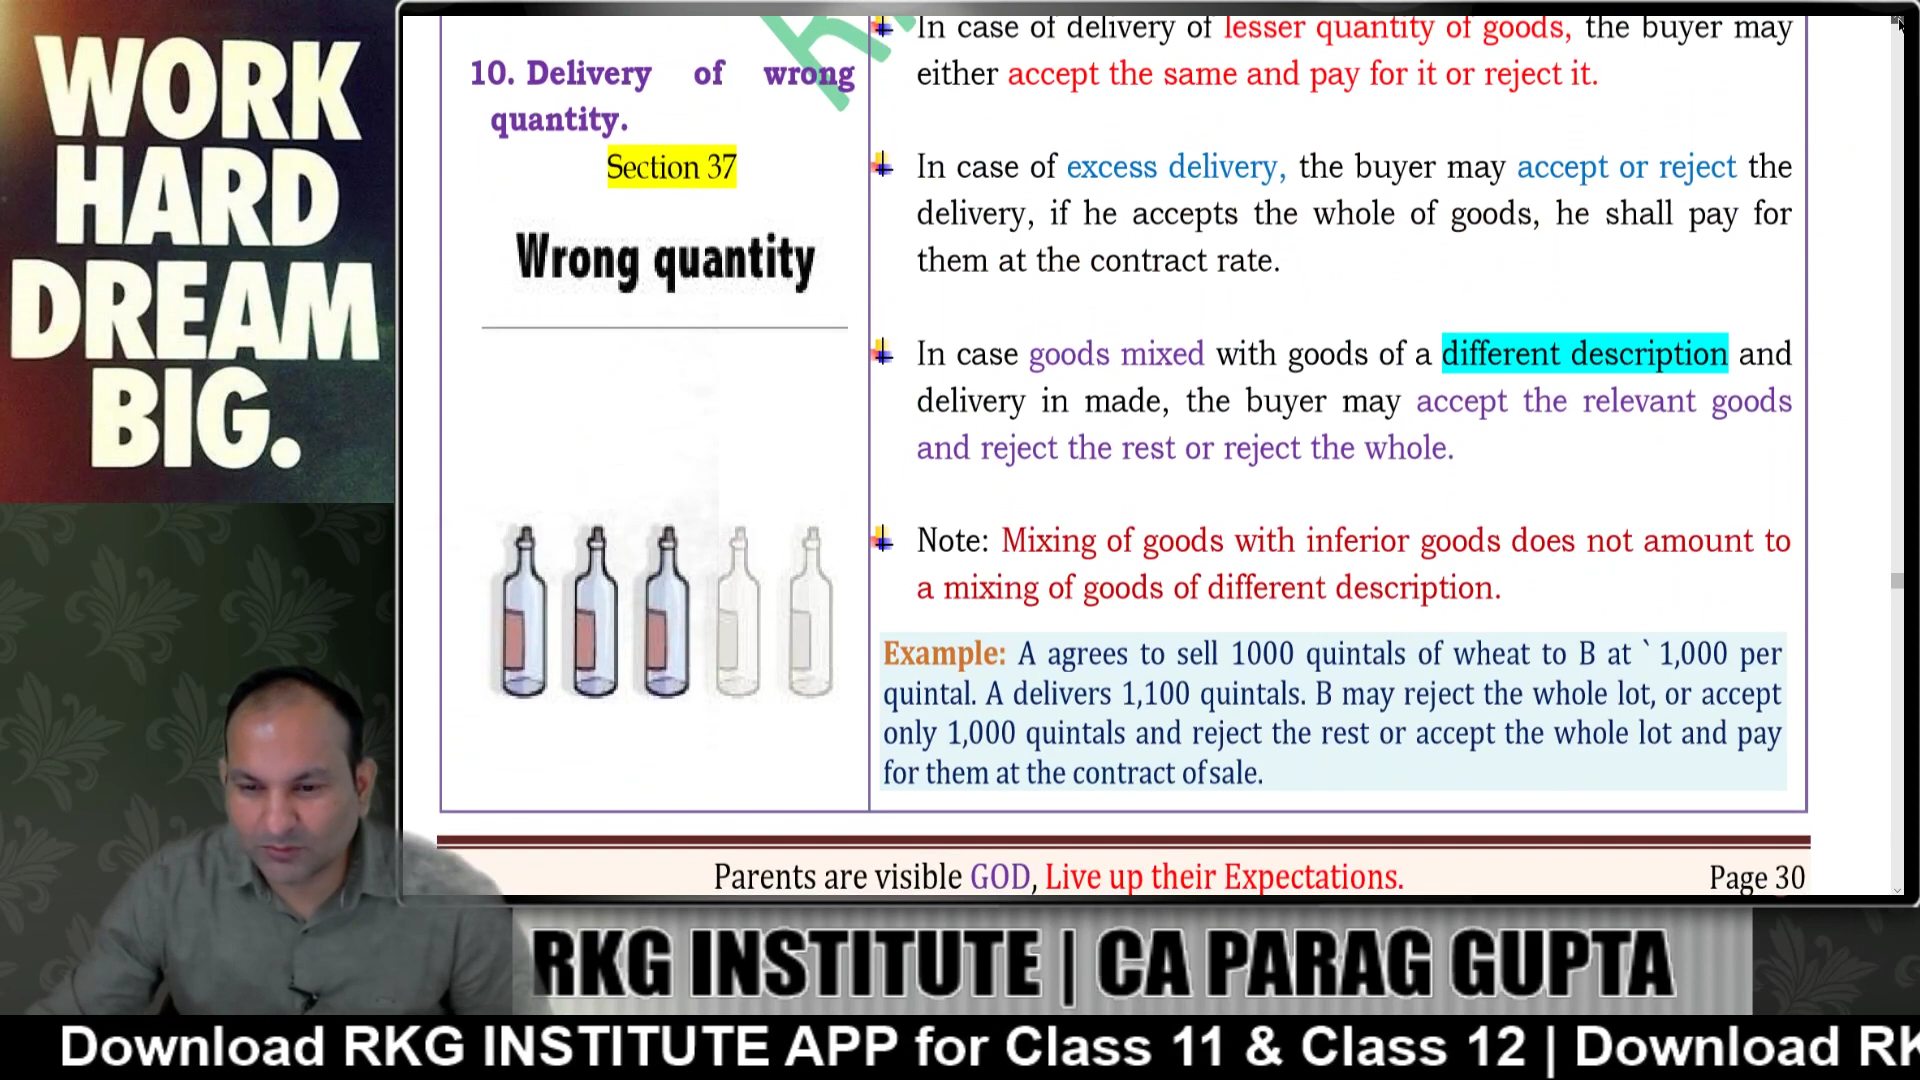 WORK
HARD
DREAM
BIG.
10. Delivery of wrong
quantity.
Section 37
Wrong quantity
In case of delivery of lesser quantity of goods, the buyer may
either accept the same and pay for it or reject it.
In case of excess delivery, the buyer may accept or reject the
delivery, if he accepts the whole of goods, he shall pay for
them at the contract rate.
In case goods mixed with goods of a different description and
delivery in made, the buyer may accept the relevant goods
and reject the rest or reject the whole.
Note: Mixing of goods with inferior goods does not amount to
a mixing of goods of different description.
Example: A agrees to sell 1000 quintals of wheat to B at ` 1,000 per
quintal. A delivers 1,100 quintals. B may reject the whole lot, or accept
only 1,000 quintals and reject the rest or accept the whole lot and pay
for them at the contract of sale.
Parents are visible GOD, Live up their Expectations.
Page 30
RKG INSTITUTE | CA PARAG GUPTA
Download RKG INSTITUTE APP for Class 11 & Class 12 | Download RK